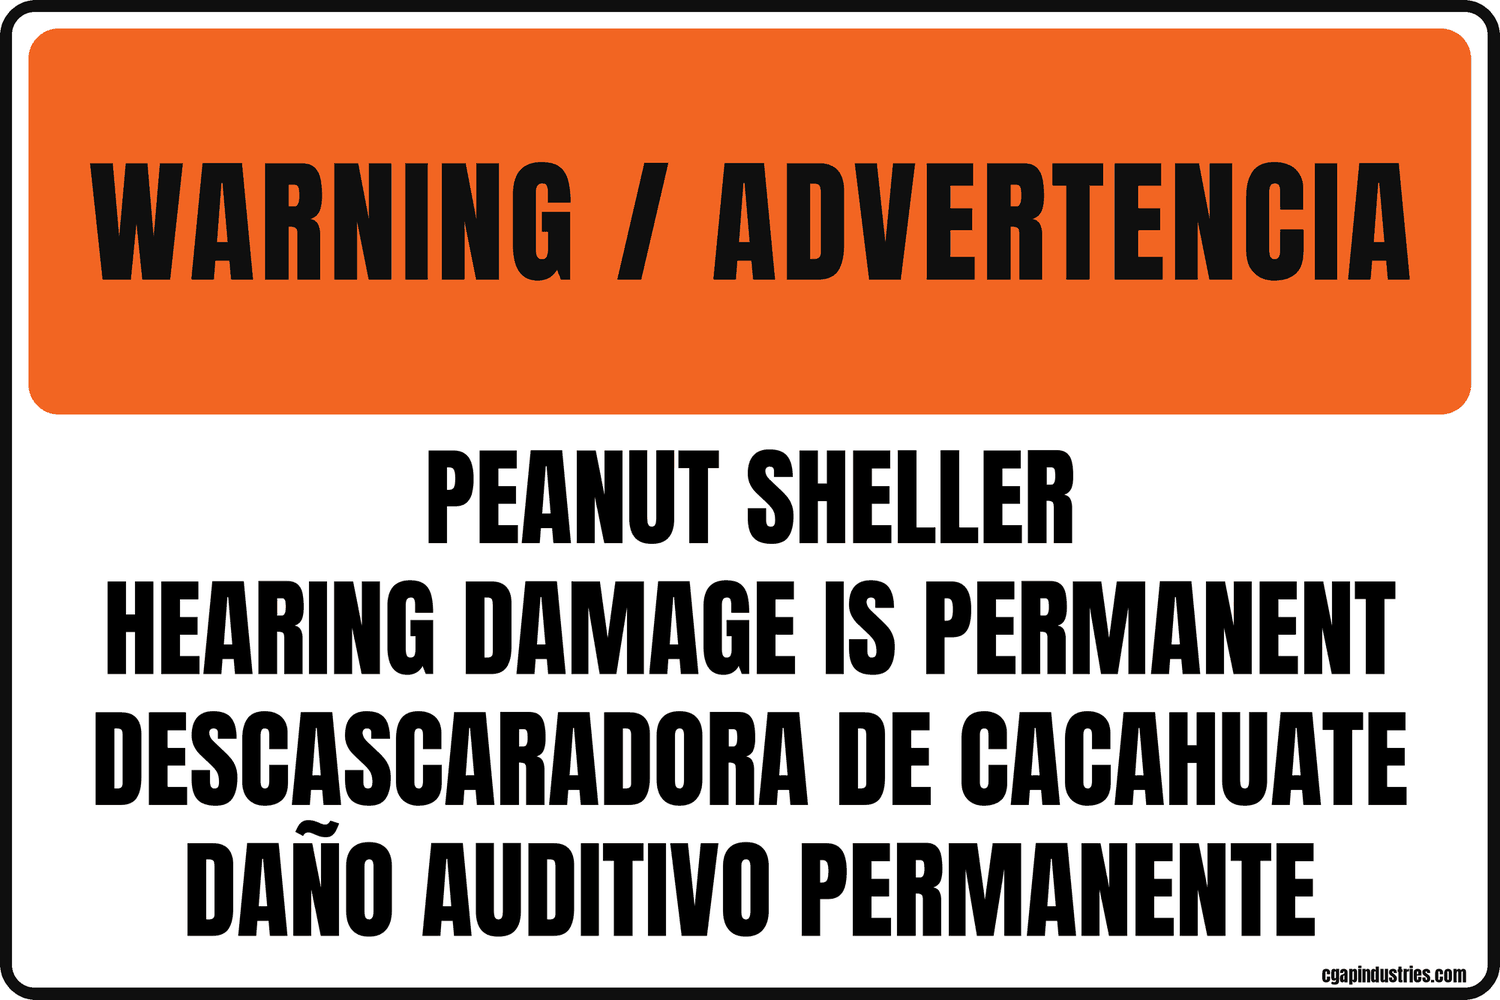 WARNING / ADVERTENCIA
PEANUT SHELLER
HEARING DAMAGE IS PERMANENT
DESCASCARADORA DE CACAHUATE
DAÑO AUDITIVO PERMANENTE
cgapindustries.com